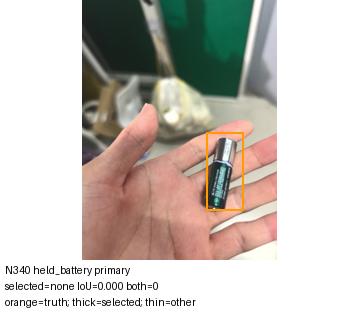 N340 held_battery primary
selected=none IoU=0.000 both=0
orange=truth; thick=selected; thin=other